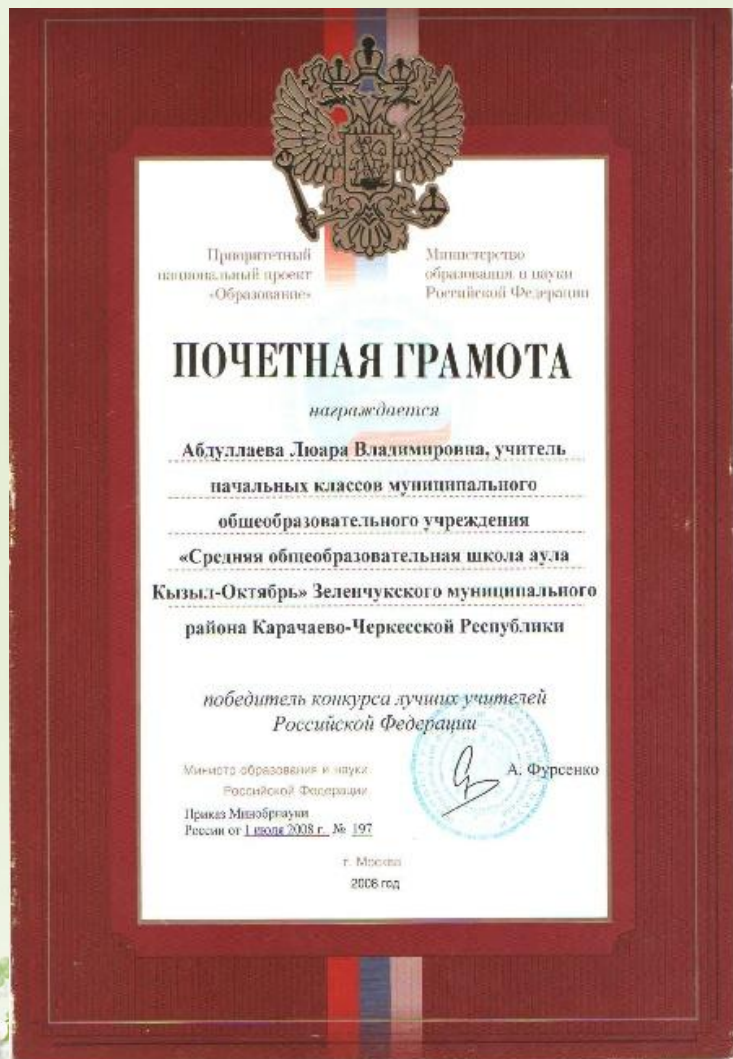 Приоритетный
национальный проект
«Образование»
Министерство
образования и науки
Российской Федерации
ПОЧЕТНАЯ ГРАМОТА
награждается
Абдуллаева Люара Владимировна, учитель
начальных классов муниципального
общеобразовательного учреждения
«Средняя общеобразовательная школа аула
Кызыл-Октябрь» Зеленчукского муниципального
района Карачаево-Черкесской Республики
победитель конкурса лучших учителей
Российской Федерации
Министр образования и науки
Российской Федерации
А. Фурсенко
Приказ Минобрнауки
России от 1 июля 2008 г. № 197
г. Москва
2008 год